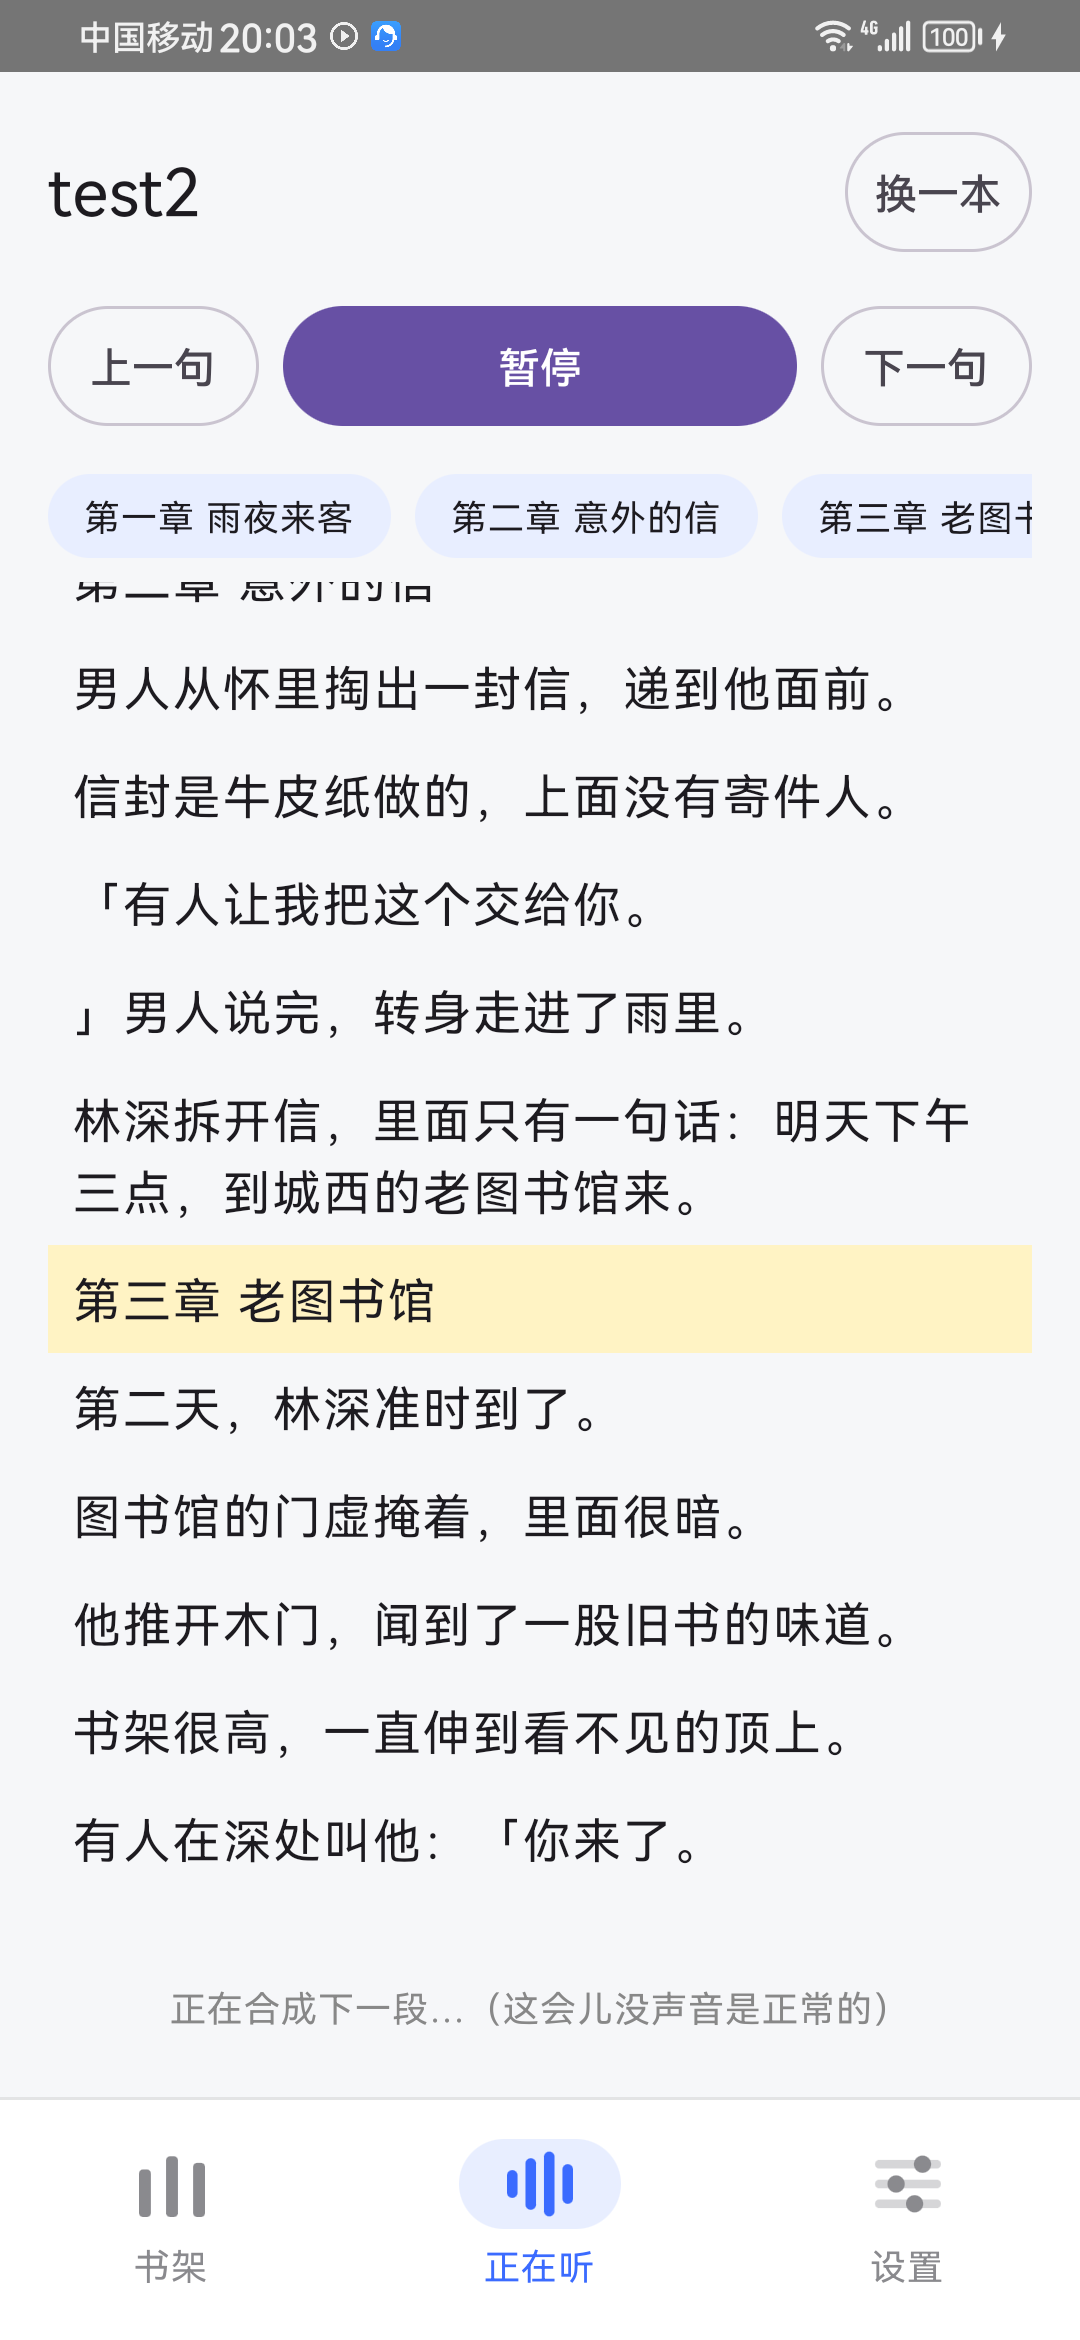 中国移动 20:03 4G 100
test2
换一本
上一句 暂停 下一句
第一章 雨夜来客 第二章 意外的信 第三章 老图书
第二章 意外的信
男人从怀里掏出一封信，递到他面前。
信封是牛皮纸做的，上面没有寄件人。
「有人让我把这个交给你。
」男人说完，转身走进了雨里。
林深拆开信，里面只有一句话：明天下午
三点，到城西的老图书馆来。
第三章 老图书馆
第二天，林深准时到了。
图书馆的门虚掩着，里面很暗。
他推开木门，闻到了一股旧书的味道。
书架很高，一直伸到看不见的顶上。
有人在深处叫他：「你来了。
正在合成下一段...（这会儿没声音是正常的）
书架 正在听 设置